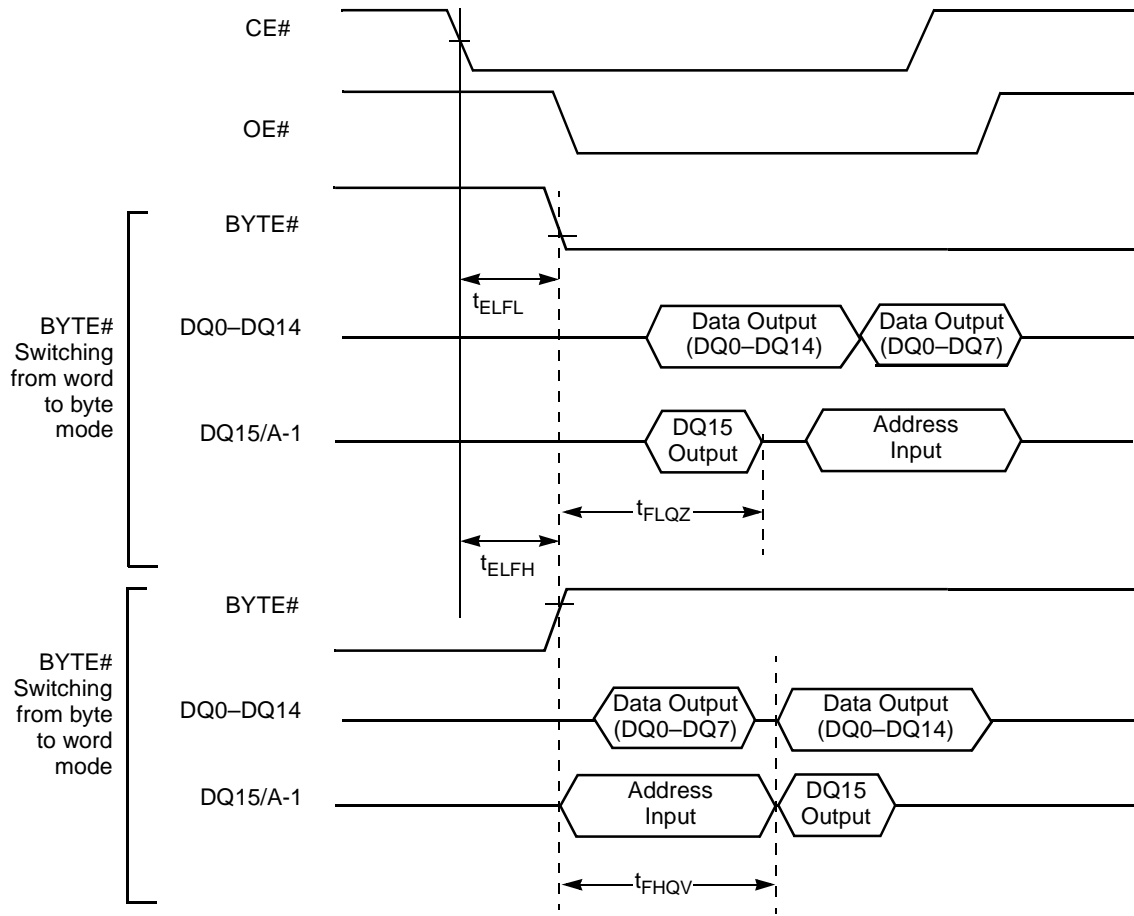 CE#
OE#
BYTE#
tELFL
BYTE#
Switching
from word
to byte
mode
DQ0–DQ14
Data Output
(DQ0–DQ14)
Data Output
(DQ0–DQ7)
DQ15/A-1
DQ15
Output
Address
Input
tFLQZ
tELFH
BYTE#
BYTE#
Switching
from byte
to word
mode
DQ0–DQ14
Data Output
(DQ0–DQ7)
Data Output
(DQ0–DQ14)
DQ15/A-1
Address
Input
DQ15
Output
tFHQV